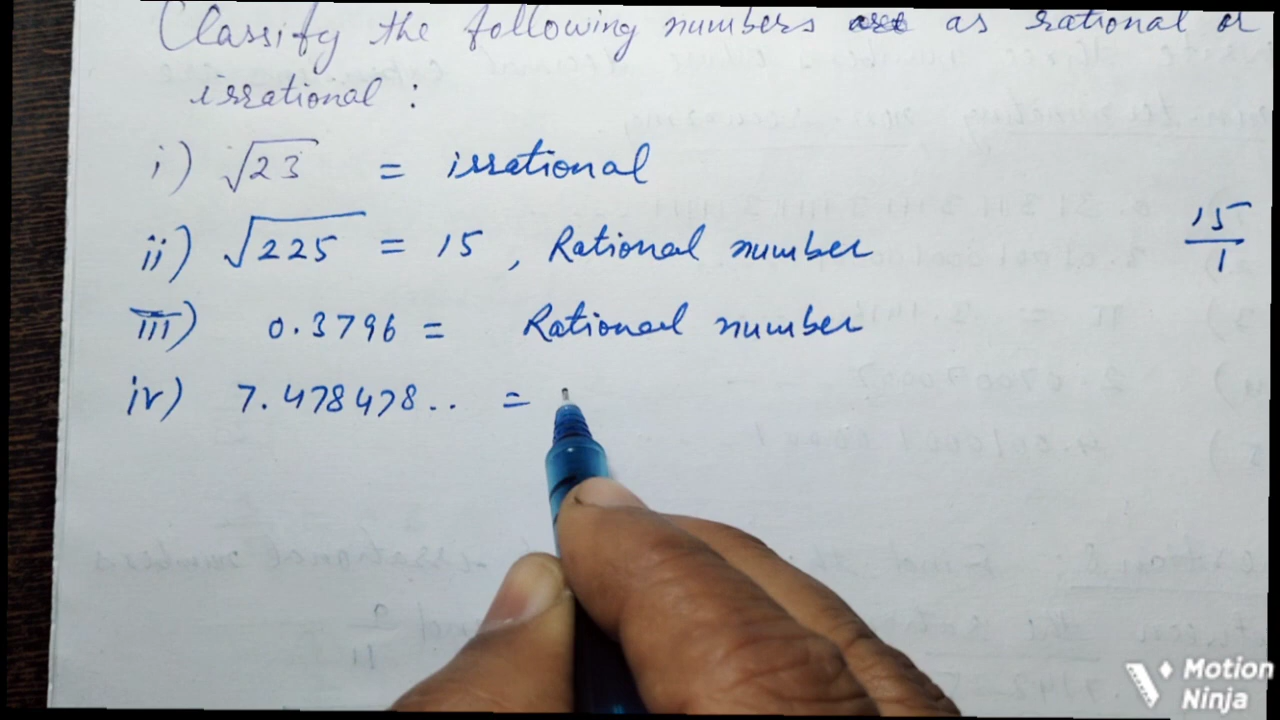 Classify the following numbers as rational or
irrational :
i) √23 = irrational
ii) √225 = 15 , Rational number
15/1
iii) 0.3796 = Rational number
iv) 7.478478.. =
Motion
Ninja